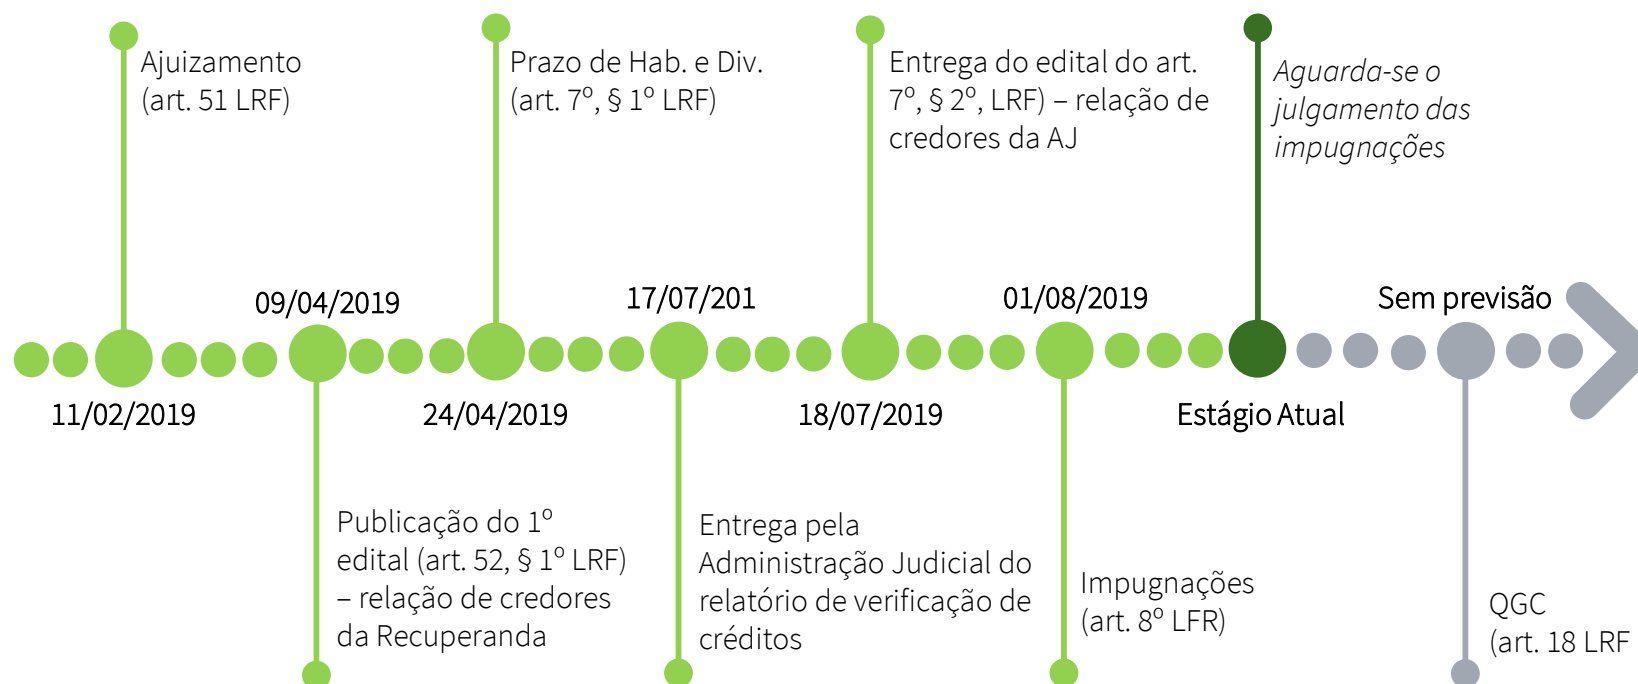 Ajuizamento
(art. 51 LRF)
Prazo de Hab. e Div.
(art. 7º, § 1º LRF)
Entrega do edital do art.
7º, § 2º, LRF) – relação de
credores da AJ
Aguarda-se o
julgamento das
impugnações
09/04/2019
17/07/201
01/08/2019
Sem previsão
11/02/2019
24/04/2019
18/07/2019
Estágio Atual
Publicação do 1º
edital (art. 52, § 1º LRF)
– relação de credores
da Recuperanda
Entrega pela
Administração Judicial do
relatório de verificação de
créditos
Impugnações
(art. 8º LFR)
QGC
(art. 18 LRF